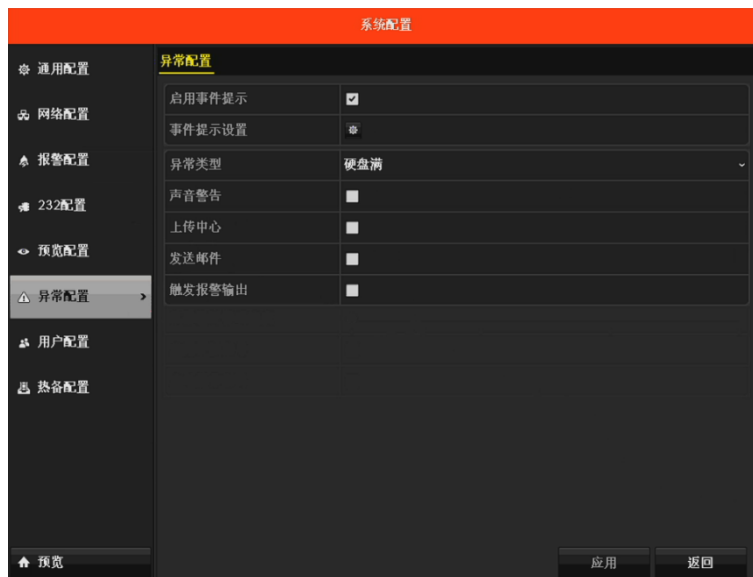 系统配置
通用配置
网络配置
报警配置
232配置
预览配置
异常配置
用户配置
热备配置
预览
异常配置
启用事件提示
事件提示设置
异常类型 硬盘满
声音警告
上传中心
发送邮件
触发报警输出
应用 返回